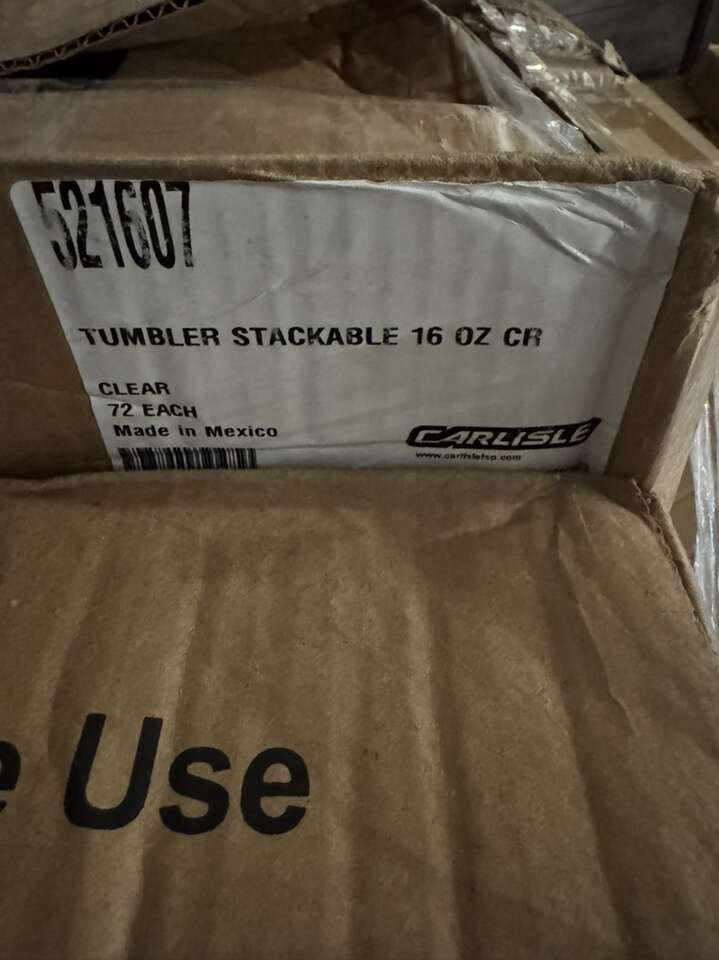 521607
TUMBLER STACKABLE 16 OZ CR
CLEAR
72 EACH
Made in Mexico
CARLISLE
www.carlislefsp.com
Use